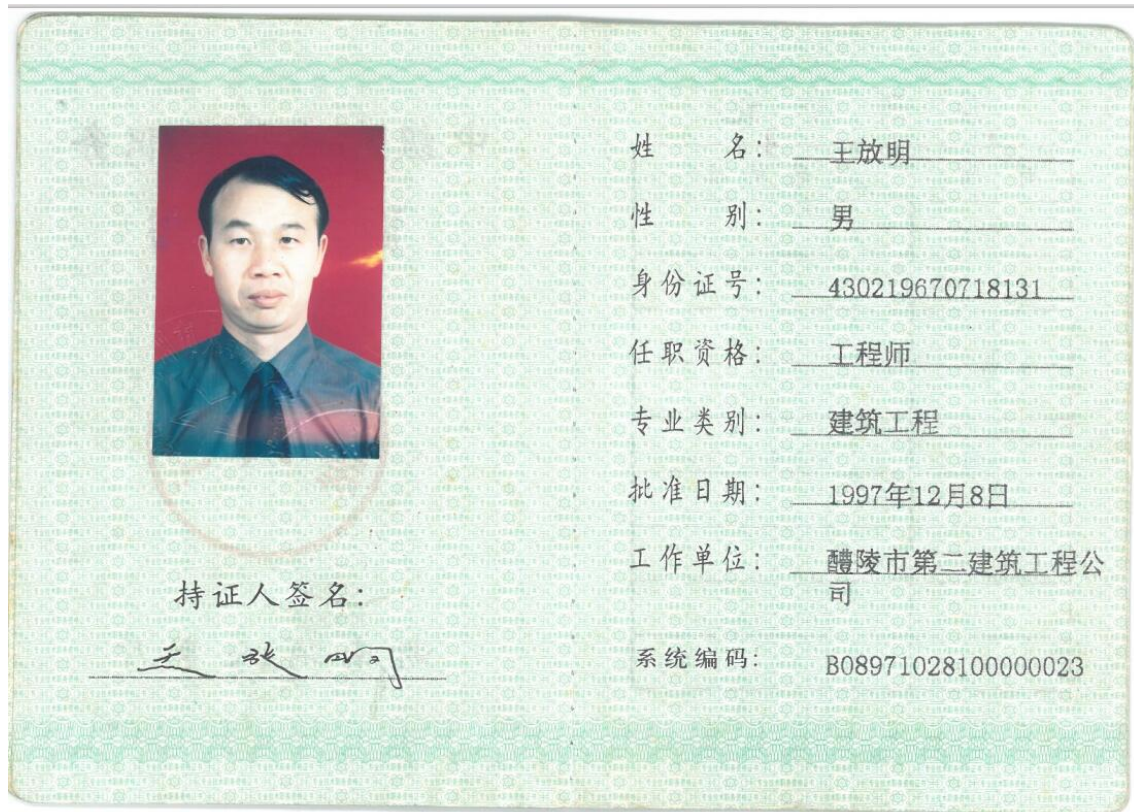 姓 名： 王放明
性 别： 男
身份证号： 430219670718131
任职资格： 工程师
专业类别： 建筑工程
批准日期： 1997年12月8日
工作单位： 醴陵市第二建筑工程公
司
系统编码： B08971028100000023
持证人签名：
王放明